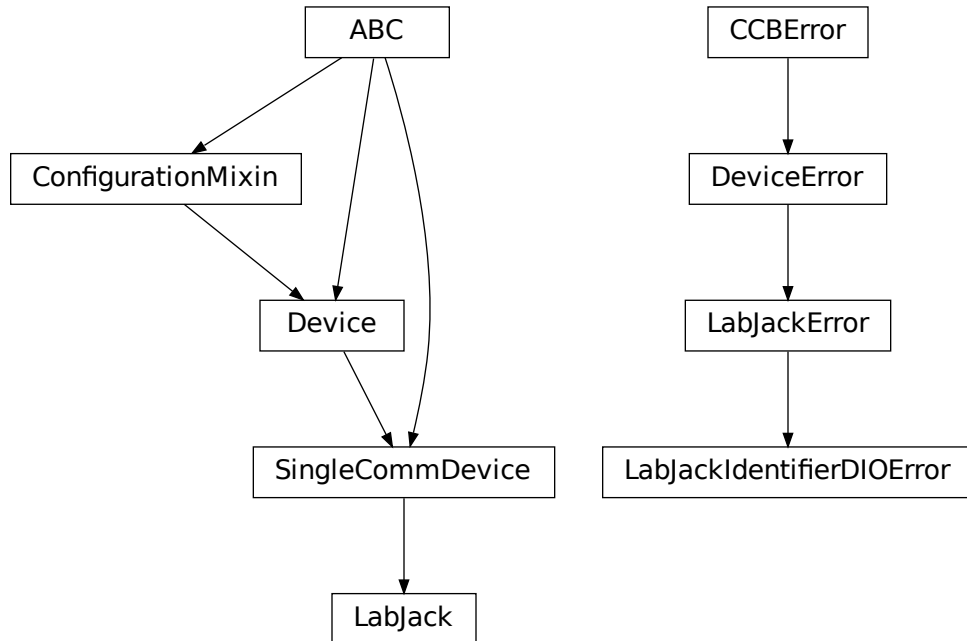 ABC
CCBError
ConfigurationMixin
DeviceError
Device
LabJackError
SingleCommDevice
LabJackIdentifierDIOError
LabJack